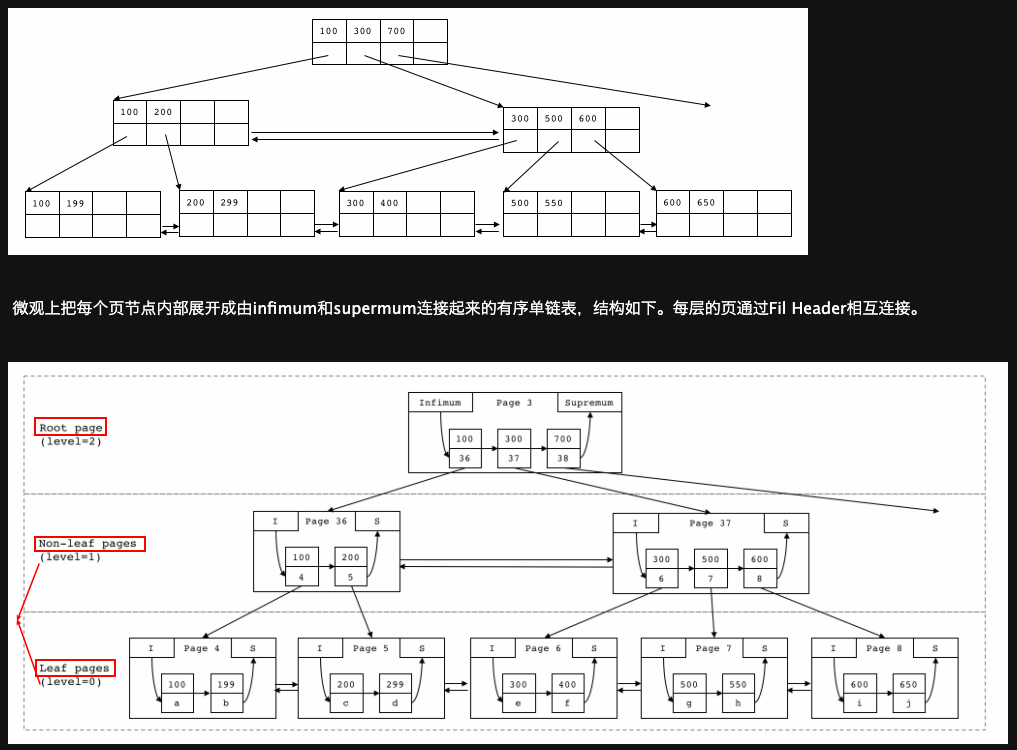 100 300 700
100 200
300 500 600
100 199
200 299
300 400
500 550
600 650
微观上把每个页节点内部展开成由infimum和supermum连接起来的有序单链表，结构如下。每层的页通过Fil Header相互连接。
Infimum Page 3 Supremum
Root page
(level=2)
100 300 700
36 37 38
I Page 36 S
I Page 37 S
Non-leaf pages
(level=1)
100 200
4 5
300 500 600
6 7 8
I Page 4 S
I Page 5 S
I Page 6 S
I Page 7 S
I Page 8 S
Leaf pages
(level=0)
100 199
a b
200 299
c d
300 400
e f
500 550
g h
600 650
i j